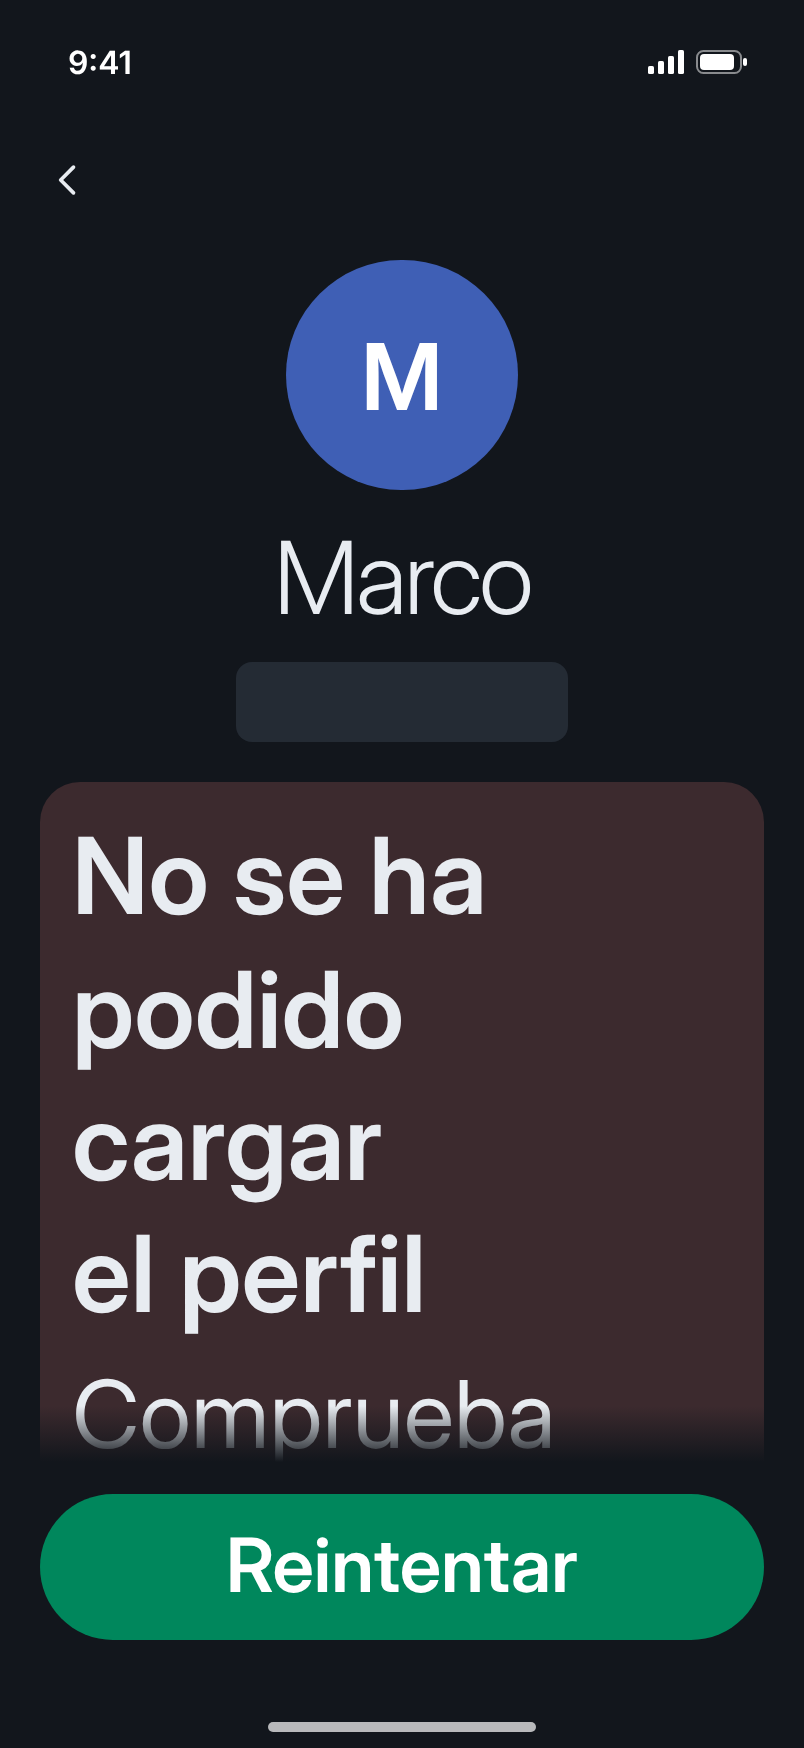 9:41
M
Marco
No se ha
podido
cargar
el perfil
Comprueba
Reintentar